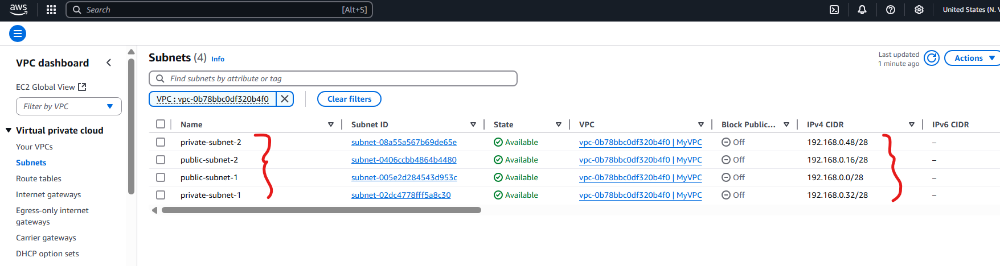 aws
Search [Alt+S]
United States (N. V
VPC dashboard
EC2 Global View
Filter by VPC
Virtual private cloud
Your VPCs
Subnets
Route tables
Internet gateways
Egress-only internet
gateways
Carrier gateways
DHCP option sets
Subnets (4) Info
Last updated
1 minute ago
Actions
Find subnets by attribute or tag
VPC : vpc-0b78bbc0df320b4f0
Clear filters
Name Subnet ID State VPC Block Public... IPv4 CIDR IPv6 CIDR
private-subnet-2 subnet-08a55a567b69de65e Available vpc-0b78bbc0df320b4f0 | MyVPC Off 192.168.0.48/28 –
public-subnet-2 subnet-0406ccbb4864b4480 Available vpc-0b78bbc0df320b4f0 | MyVPC Off 192.168.0.16/28 –
public-subnet-1 subnet-005e2d284543d953c Available vpc-0b78bbc0df320b4f0 | MyVPC Off 192.168.0.0/28 –
private-subnet-1 subnet-02dc4778fff5a8c30 Available vpc-0b78bbc0df320b4f0 | MyVPC Off 192.168.0.32/28 –